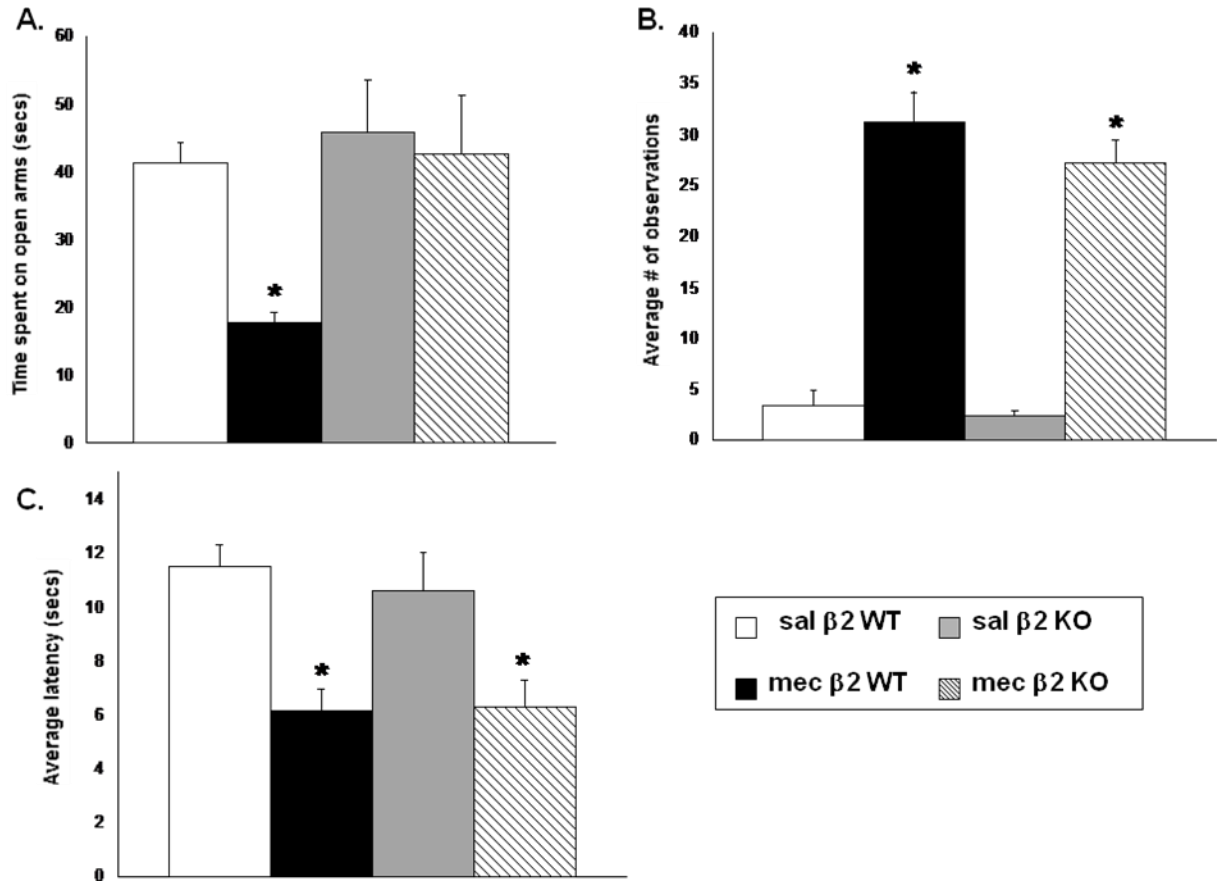 A.
Time spent on open arms (secs)
60
50
40
30
20
10
0
*
B.
Average # of observations
40
35
30
25
20
15
10
5
0
*
*
C.
Average latency (secs)
14
12
10
8
6
4
2
0
*
*
sal β2 WT
sal β2 KO
mec β2 WT
mec β2 KO